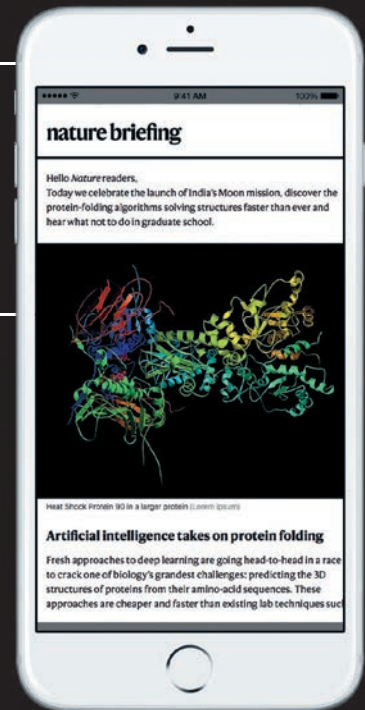 9:41 AM 100%
nature briefing
Hello Nature readers,
Today we celebrate the launch of India's Moon mission, discover the
protein-folding algorithms solving structures faster than ever and
hear what not to do in graduate school.
Heat Shock Protein 90 in a larger protein (Lorem Ipsum)
Artificial intelligence takes on protein folding
Fresh approaches to deep learning are going head-to-head in a race
to crack one of biology's grandest challenges: predicting the 3D
structures of proteins from their amino-acid sequences. These
approaches are cheaper and faster than existing lab techniques such